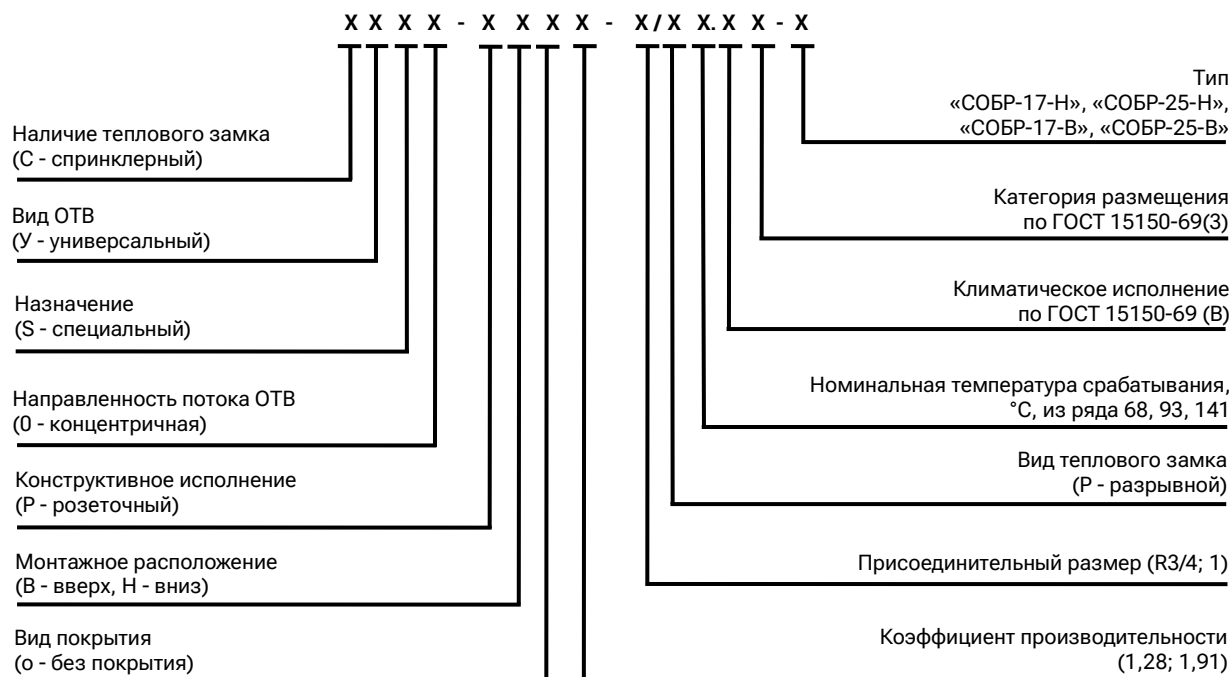 X X X X - X X X X - X / X X. X X - X
Наличие теплового замка
(С - спринклерный)
Вид ОТВ
(У - универсальный)
Назначение
(S - специальный)
Направленность потока ОТВ
(0 - концентричная)
Конструктивное исполнение
(Р - розеточный)
Монтажное расположение
(В - вверх, Н - вниз)
Вид покрытия
(о - без покрытия)
Тип
«СОБР-17-Н», «СОБР-25-Н»,
«СОБР-17-В», «СОБР-25-В»
Категория размещения
по ГОСТ 15150-69(3)
Климатическое исполнение
по ГОСТ 15150-69 (В)
Номинальная температура срабатывания,
°С, из ряда 68, 93, 141
Вид теплового замка
(Р - разрывной)
Присоединительный размер (R3/4; 1)
Коэффициент производительности
(1,28; 1,91)